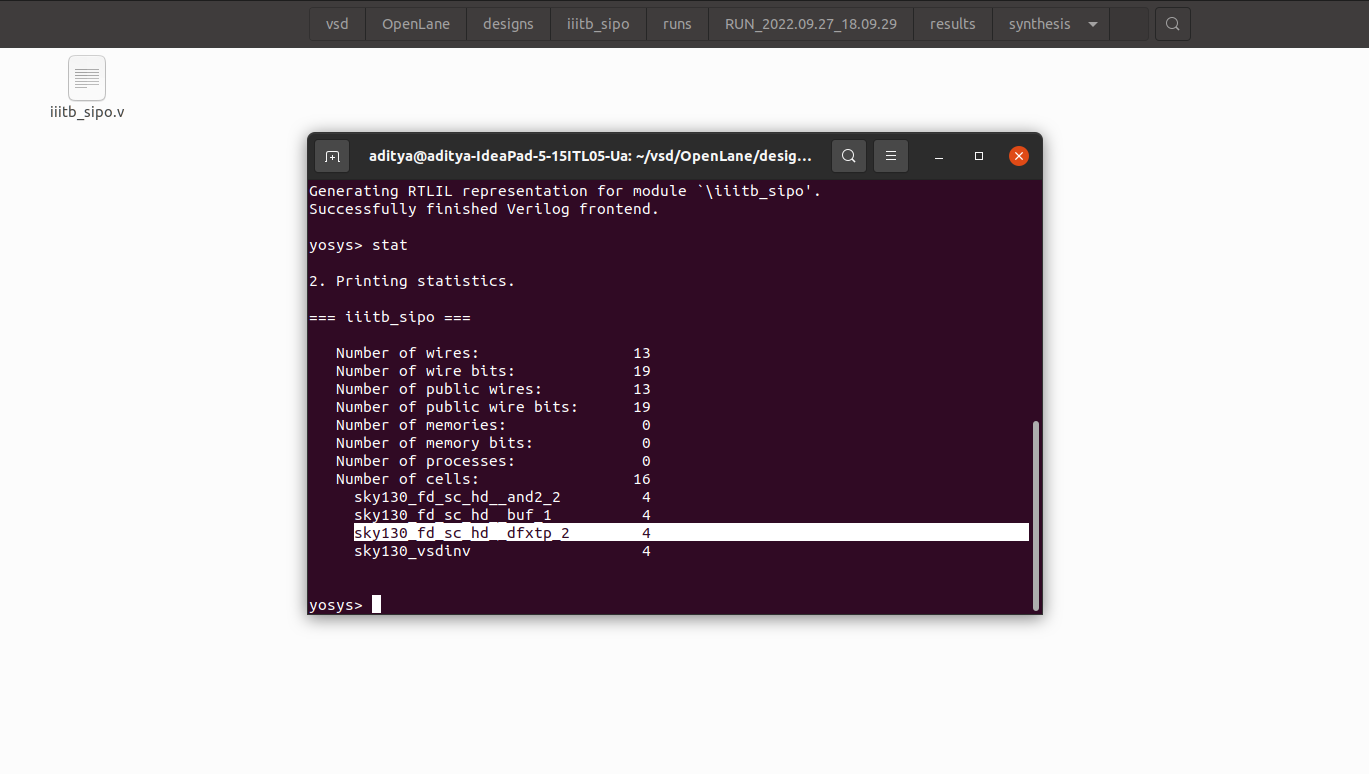 vsd OpenLane designs iiitb_sipo runs RUN_2022.09.27_18.09.29 results synthesis
iiitb_sipo.v
aditya@aditya-IdeaPad-5-15ITL05-Ua: ~/vsd/OpenLane/desig...
Generating RTLIL representation for module `\iiitb_sipo'.
Successfully finished Verilog frontend.
yosys> stat
2. Printing statistics.
=== iiitb_sipo ===
Number of wires: 13
Number of wire bits: 19
Number of public wires: 13
Number of public wire bits: 19
Number of memories: 0
Number of memory bits: 0
Number of processes: 0
Number of cells: 16
sky130_fd_sc_hd__and2_2 4
sky130_fd_sc_hd__buf_1 4
sky130_fd_sc_hd__dfxtp_2 4
sky130_vsdinv 4
yosys>